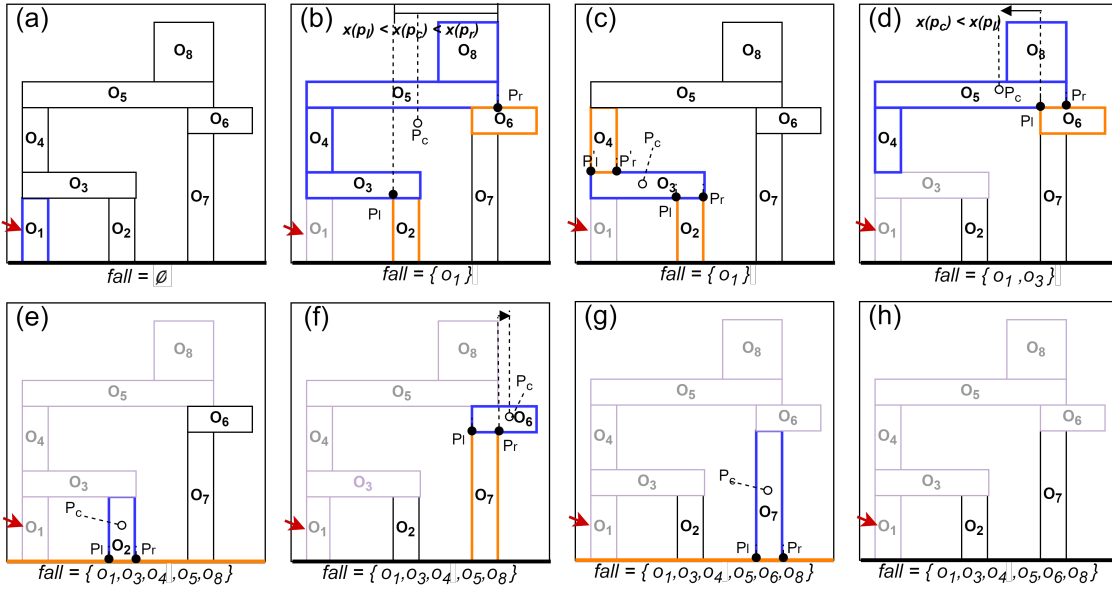 (a)
O8
O5
O4
O6
O3
O7
O1
O2
fall = ∅
(b)
x(pl) < x(pc) < x(pr)
O8
O5
Pr
O6
Pc
O4
O3
Pl
O7
O1
O2
fall = { o1 }
(c)
O8
O5
O4
O6
Pc
P'l P'r
O3
Pl Pr
O7
O1
O2
fall = { o1 }
(d)
x(pc) < x(pl)
O8
O5
Pc
Pr
Pl
O6
O4
O3
O7
O1
O2
fall = { o1 ,o3 }
(e)
O8
O5
O6
O4
O3
O7
Pc
O1
Pl O2 Pr
fall = { o1,o3,o4 ,o5,o8 }
(f)
O8
Pc
O5
O6
Pl Pr
O4
O3
O7
O1
O2
fall = { o1,o3,o4 ,o5,o8 }
(g)
O8
O5
O6
O4
O3
Pc
O7
O1
O2
Pl Pr
fall = { o1,o3,o4 ,o5,o6,o8 }
(h)
O8
O5
O6
O4
O3
O7
O1
O2
fall = { o1,o3,o4 ,o5,o6,o8 }